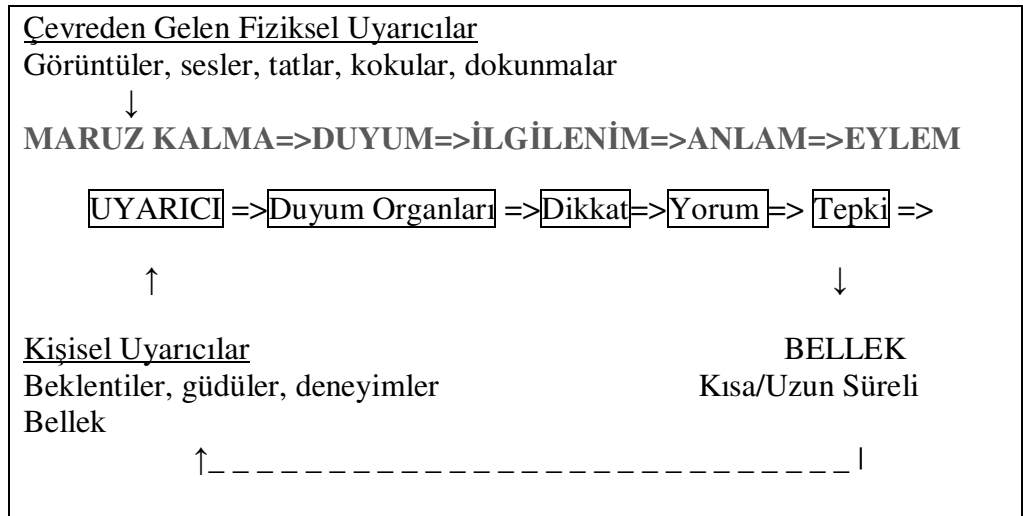 Çevreden Gelen Fiziksel Uyarıcılar
Görüntüler, sesler, tatlar, kokular, dokunmalar
↓
MARUZ KALMA=>DUYUM=>İLGİLENİM=>ANLAM=>EYLEM
UYARICI =>Duyum Organları =>Dikkat=>Yorum => Tepki =>
↑ ↓
Kişisel Uyarıcılar BELLEK
Beklentiler, güdüler, deneyimler Kısa/Uzun Süreli
Bellek
↑_ _ _ _ _ _ _ _ _ _ _ _ _ _ _ _ _ _ _ _ _ _ _ _ _ _ _ |